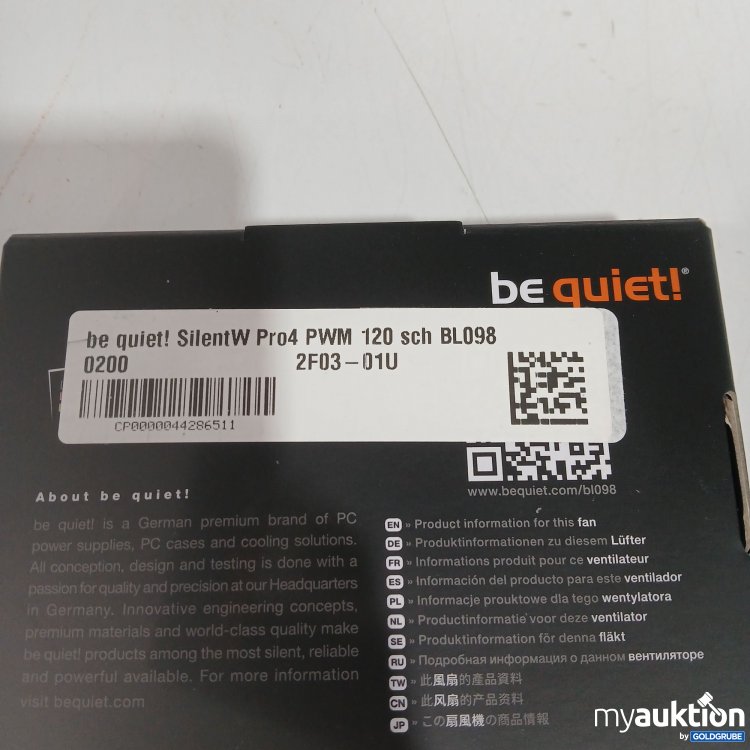 be quiet!®
be quiet! SilentW Pro4 PWM 120 sch BL098
0200 2F03-01U
CP0000044286511
www.bequiet.com/bl098
About be quiet!
be quiet! is a German premium brand of PC
power supplies, PC cases and cooling solutions.
All conception, design and testing is done with a
passion for quality and precision at our Headquarters
in Germany. Innovative engineering concepts,
premium materials and world-class quality make
be quiet! products among the most silent, reliable
and powerful available. For more information
visit bequiet.com
EN » Product information for this fan
DE » Produktinformationen zu diesem Lüfter
FR » Informations produit pour ce ventilateur
ES » Información del producto para este ventilador
PL » Informacje prouktowe dla tego wentylatora
NL » Productinformatie voor deze ventilator
SE » Produktinformation för denna fläkt
RU » Подробная информация о данном вентиляторе
TW » 此風扇的產品資料
CN » 此风扇的产品资料
JP » この扇風機の商品情報
myauktion
by GOLDGRUBE